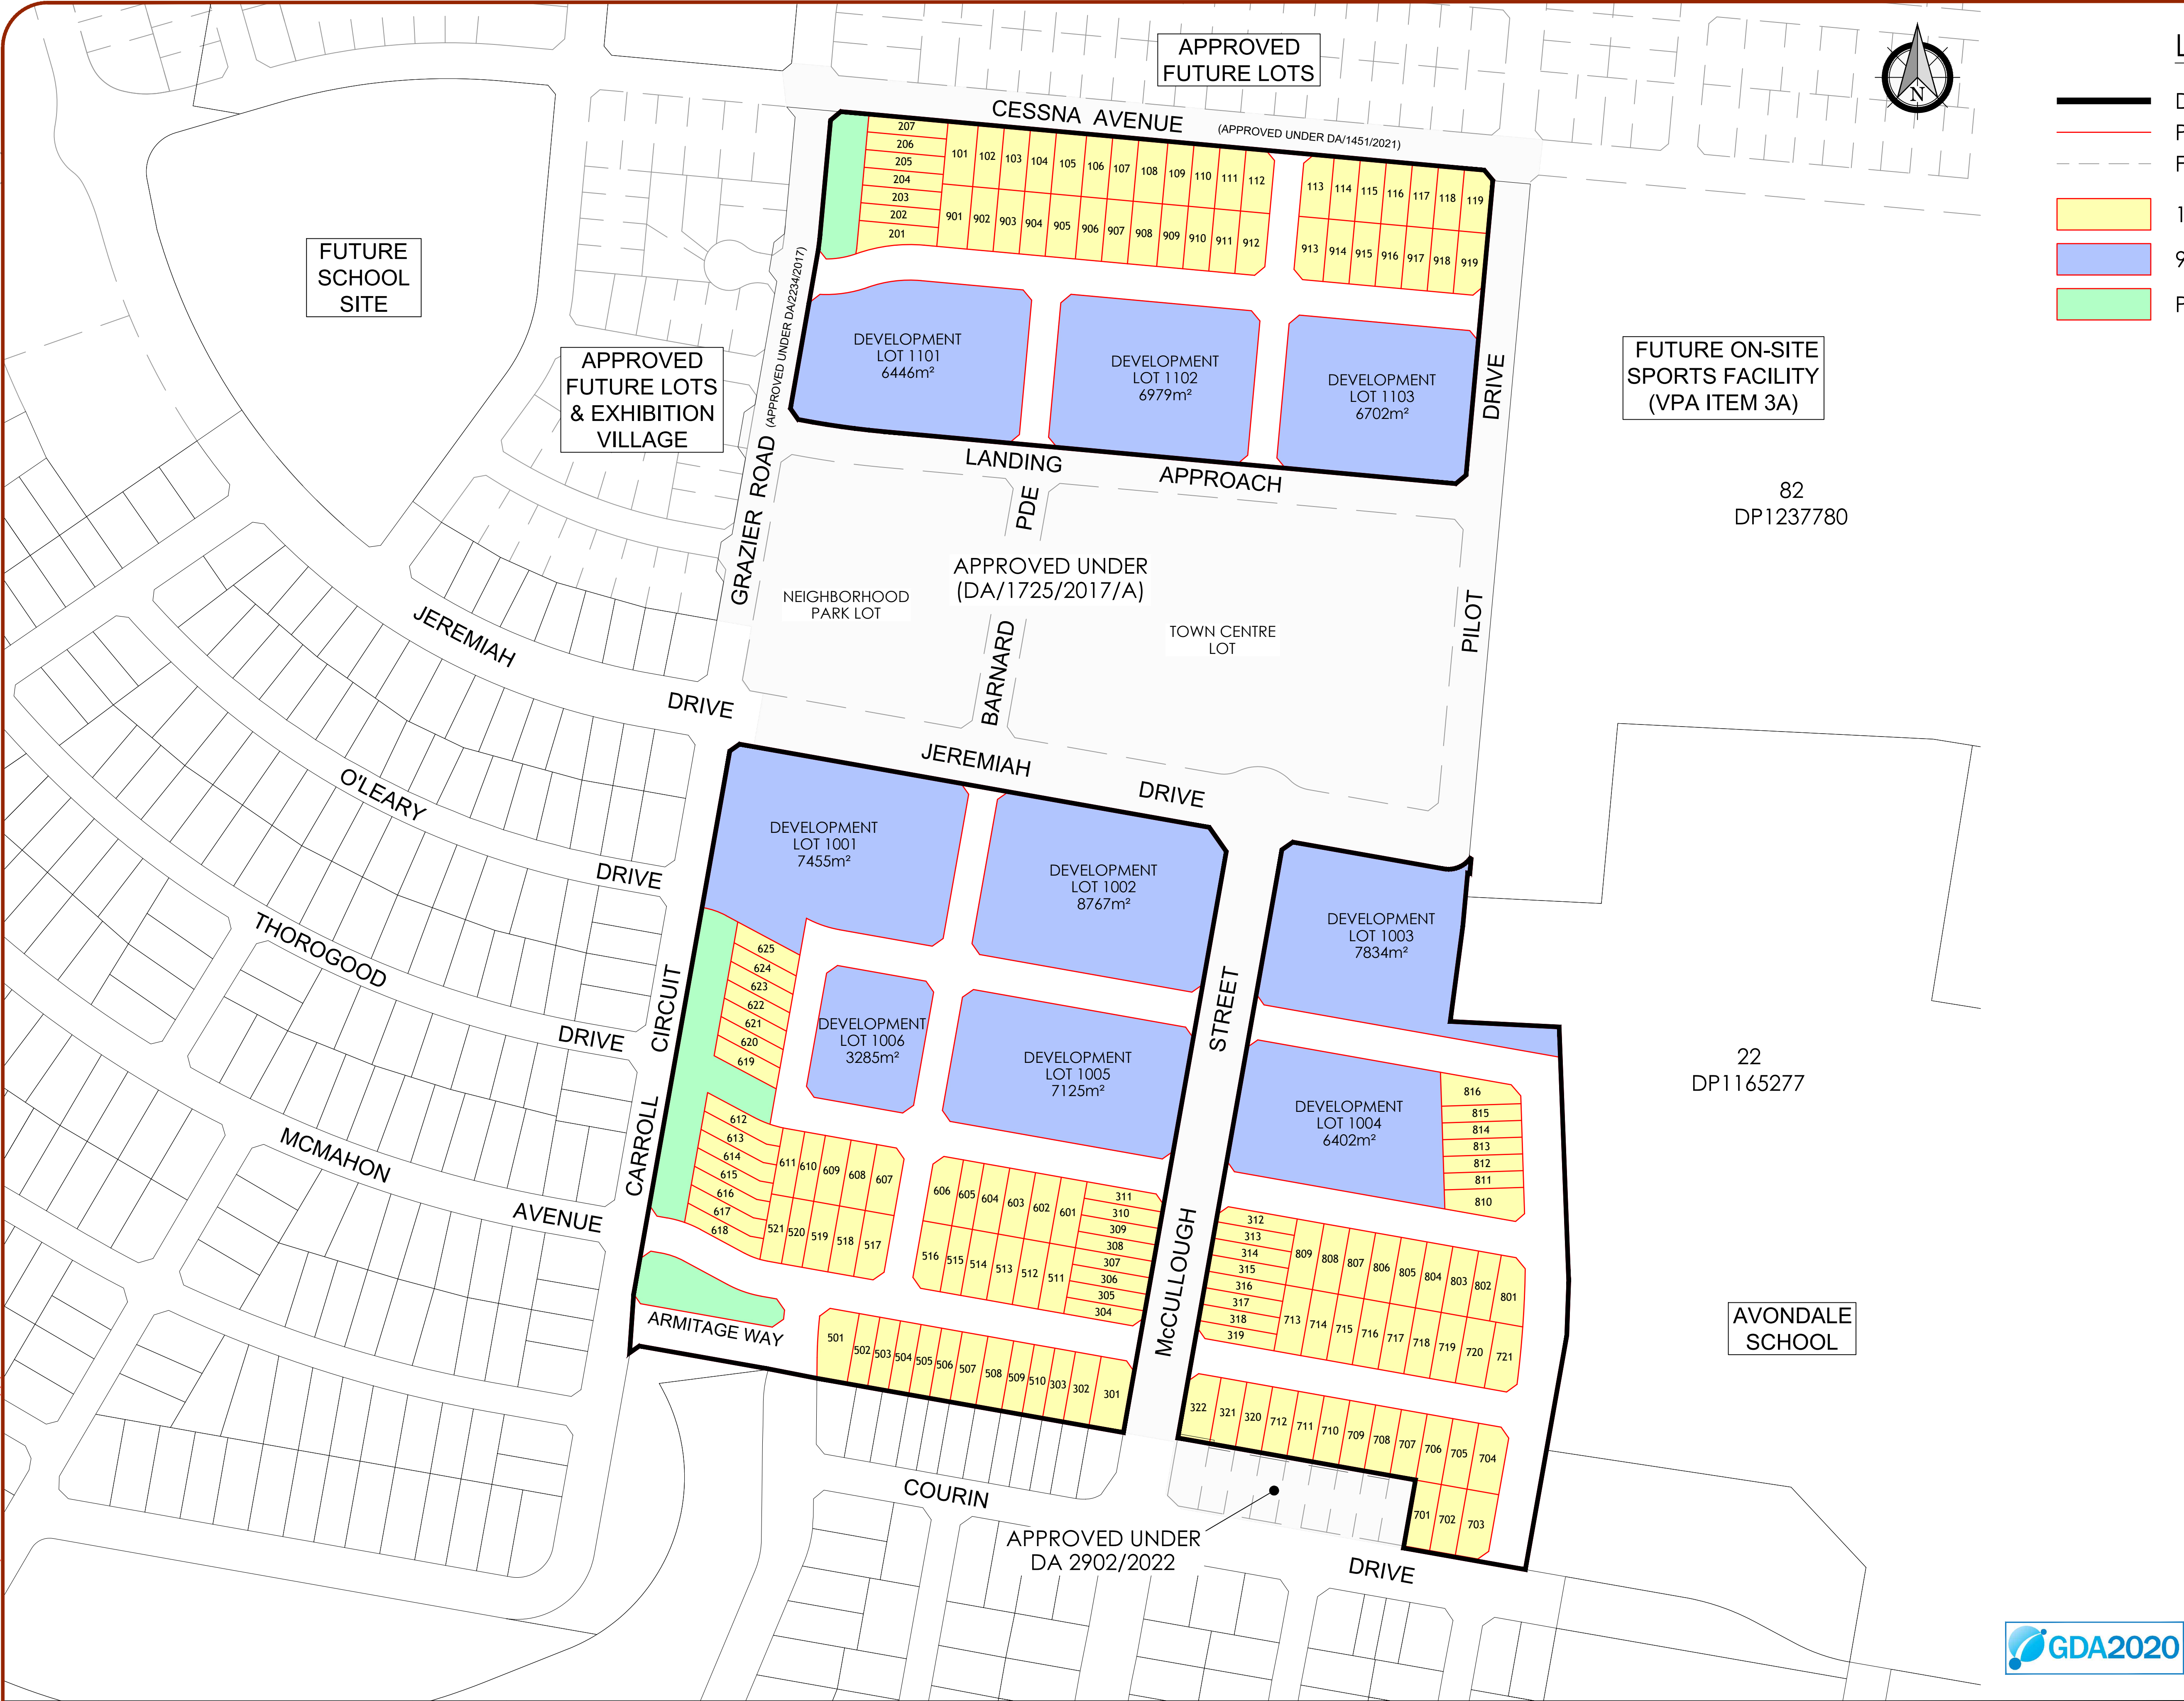 APPROVED
FUTURE LOTS
CESSNA AVENUE
(APPROVED UNDER DA/1451/2021)
N
L
D
P
F
1
9
P
207
206
205
204
203
202
201
101 102 103 104 105 106 107 108 109 110 111 112
113 114 115 116 117 118 119
901 902 903 904 905 906 907 908 909 910 911 912
913 914 915 916 917 918 919
FUTURE
SCHOOL
SITE
APPROVED
FUTURE LOTS
& EXHIBITION
VILLAGE
GRAZIER ROAD
(APPROVED UNDER DA/2234/2017)
DEVELOPMENT
LOT 1101
6446m²
DEVELOPMENT
LOT 1102
6979m²
DEVELOPMENT
LOT 1103
6702m²
PILOT DRIVE
FUTURE ON-SITE
SPORTS FACILITY
(VPA ITEM 3A)
82
DP1237780
LANDING APPROACH
BARNARD PDE
APPROVED UNDER
(DA/1725/2017/A)
NEIGHBORHOOD
PARK LOT
TOWN CENTRE
LOT
JEREMIAH DRIVE
JEREMIAH DRIVE
O'LEARY DRIVE
THOROGOOD DRIVE
MCMAHON AVENUE
CARROLL CIRCUIT
DEVELOPMENT
LOT 1001
7455m²
DEVELOPMENT
LOT 1002
8767m²
DEVELOPMENT
LOT 1003
7834m²
DEVELOPMENT
LOT 1006
3285m²
DEVELOPMENT
LOT 1005
7125m²
DEVELOPMENT
LOT 1004
6402m²
McCULLOUGH STREET
22
DP1165277
625
624
623
622
621
620
619
612
613
614
615
616
617
618
611 610 609 608 607
521 520 519 518 517
606 605 604 603 602 601
516 515 514 513 512 511
311
310
309
308
307
306
305
304
816
815
814
813
812
811
810
312
313
314
315
316
317
318
319
809 808 807 806 805 804 803 802 801
713 714 715 716 717 718 719 720 721
ARMITAGE WAY
501 502 503 504 505 506 507 508 509 510 303 302 301
322 321 320 712 711 710 709 708 707 706 705 704
701 702 703
AVONDALE
SCHOOL
COURIN DRIVE
APPROVED UNDER
DA 2902/2022
GDA2020